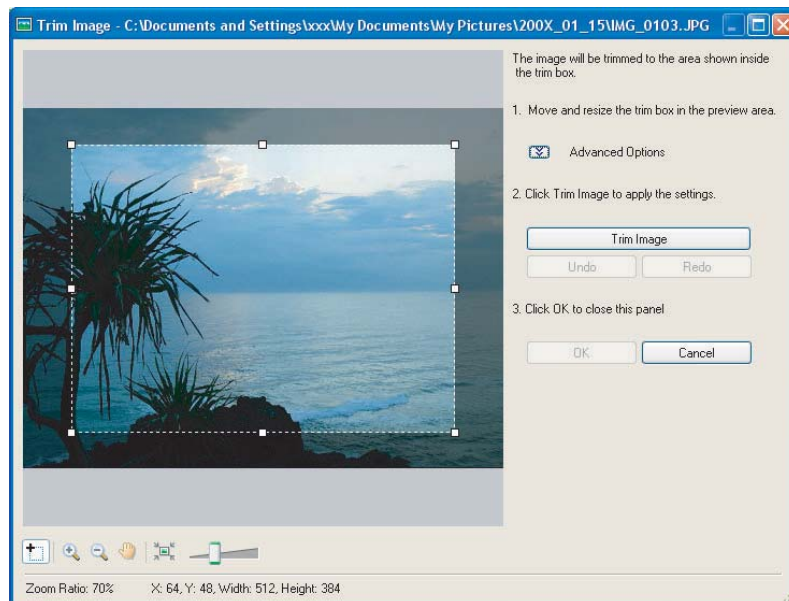 Trim Image - C:\Documents and Settings\xxx\My Documents\My Pictures\200X_01_15\IMG_0103.JPG
The image will be trimmed to the area shown inside
the trim box.
1. Move and resize the trim box in the preview area.
Advanced Options
2. Click Trim Image to apply the settings.
Trim Image
Undo Redo
3. Click OK to close this panel
OK Cancel
Zoom Ratio: 70% X: 64, Y: 48, Width: 512, Height: 384